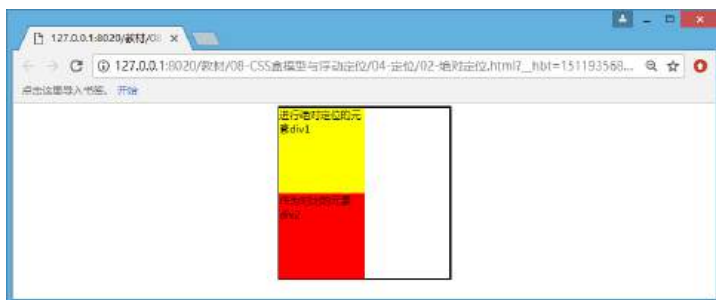 127.0.0.1:8020/教材/08
127.0.0.1:8020/教材/08-CSS盒模型与浮动定位/04-定位/02-绝对定位.html?__hbt=151193568...
点击这里导入书签。 开始
进行绝对定位的元
素div1
作为对比的元素
div2